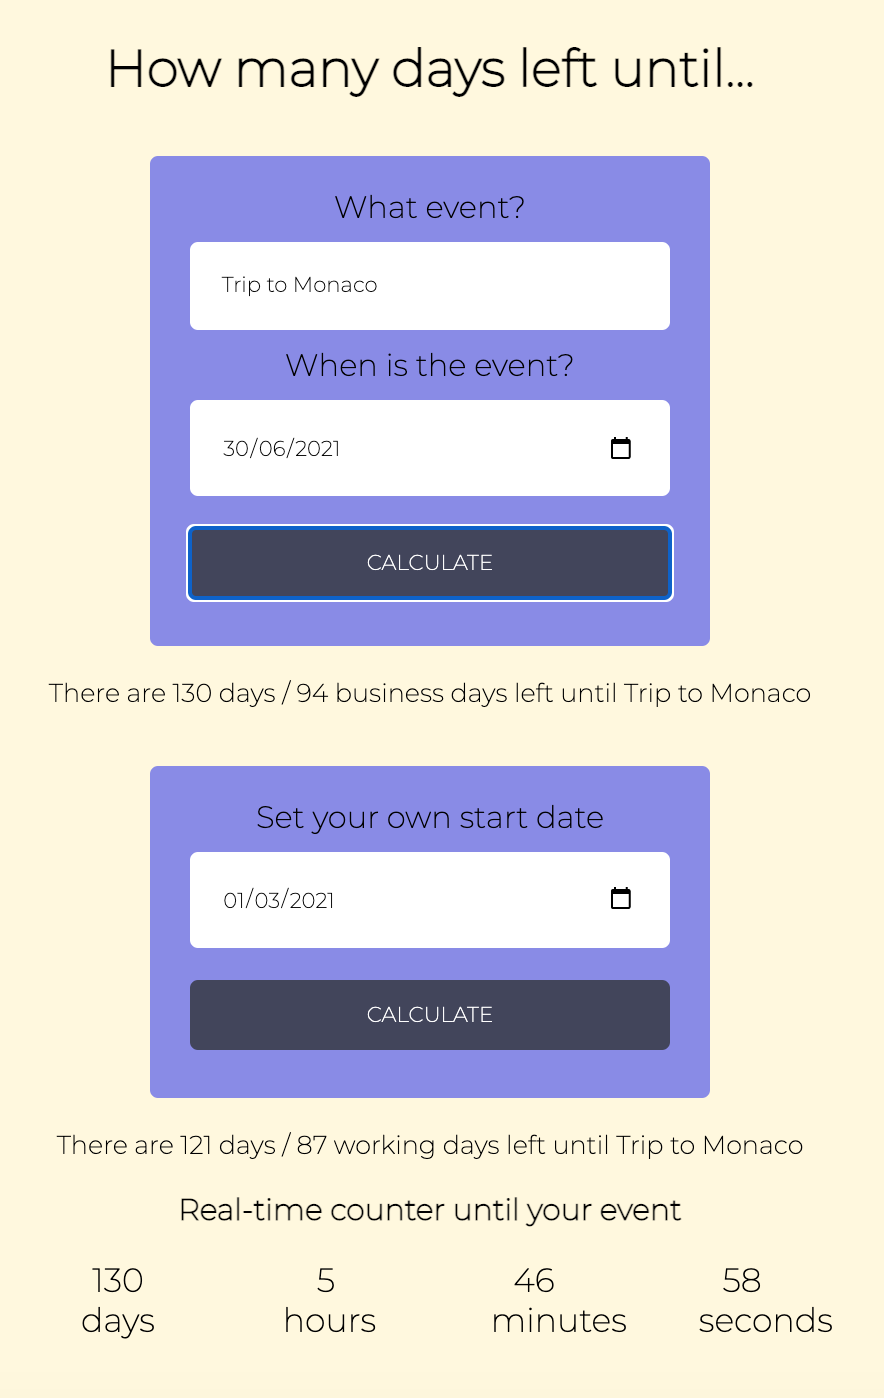 How many days left until...
What event?
Trip to Monaco
When is the event?
30/06/2021
CALCULATE
There are 130 days / 94 business days left until Trip to Monaco
Set your own start date
01/03/2021
CALCULATE
There are 121 days / 87 working days left until Trip to Monaco
Real-time counter until your event
130 5 46 58
days hours minutes seconds